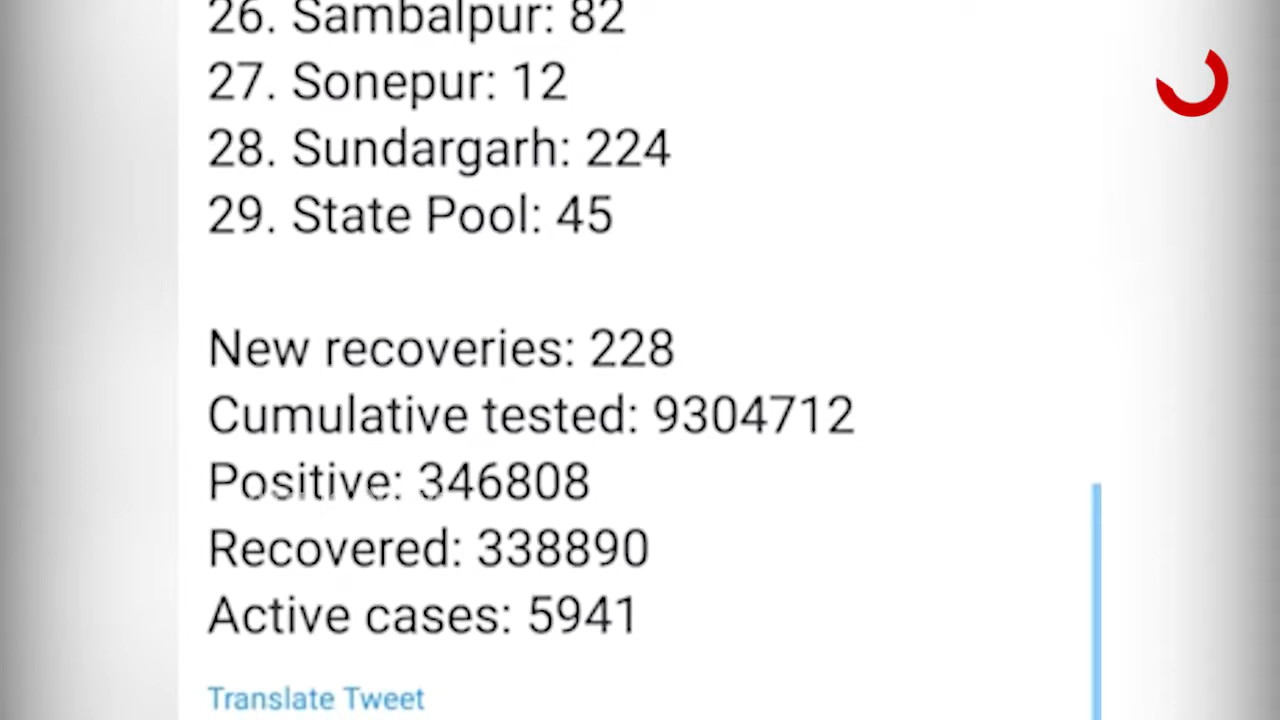 26. Sambalpur: 82
27. Sonepur: 12
28. Sundargarh: 224
29. State Pool: 45
New recoveries: 228
Cumulative tested: 9304712
Positive: 346808
Recovered: 338890
Active cases: 5941
Translate Tweet